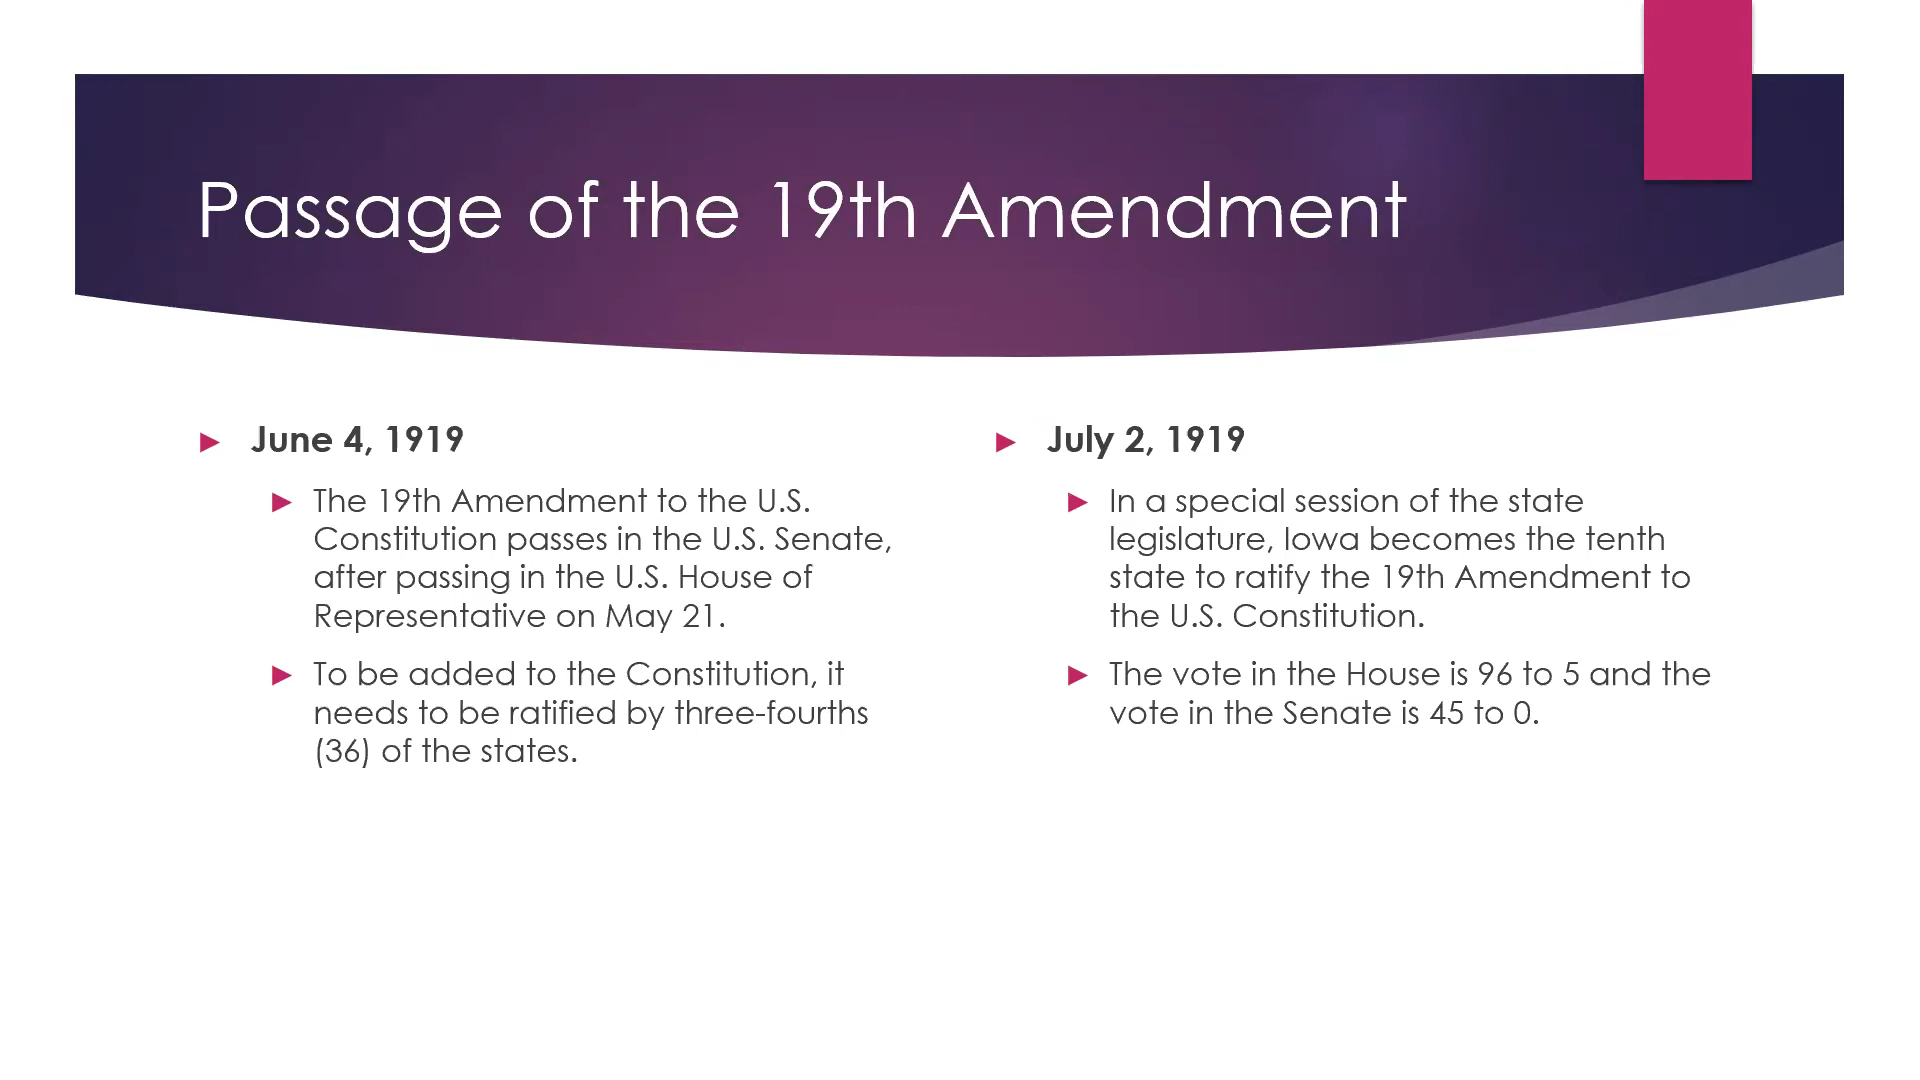 Passage of the 19th Amendment
June 4, 1919
The 19th Amendment to the U.S.
Constitution passes in the U.S. Senate,
after passing in the U.S. House of
Representative on May 21.
To be added to the Constitution, it
needs to be ratified by three-fourths
(36) of the states.
July 2, 1919
In a special session of the state
legislature, Iowa becomes the tenth
state to ratify the 19th Amendment to
the U.S. Constitution.
The vote in the House is 96 to 5 and the
vote in the Senate is 45 to 0.